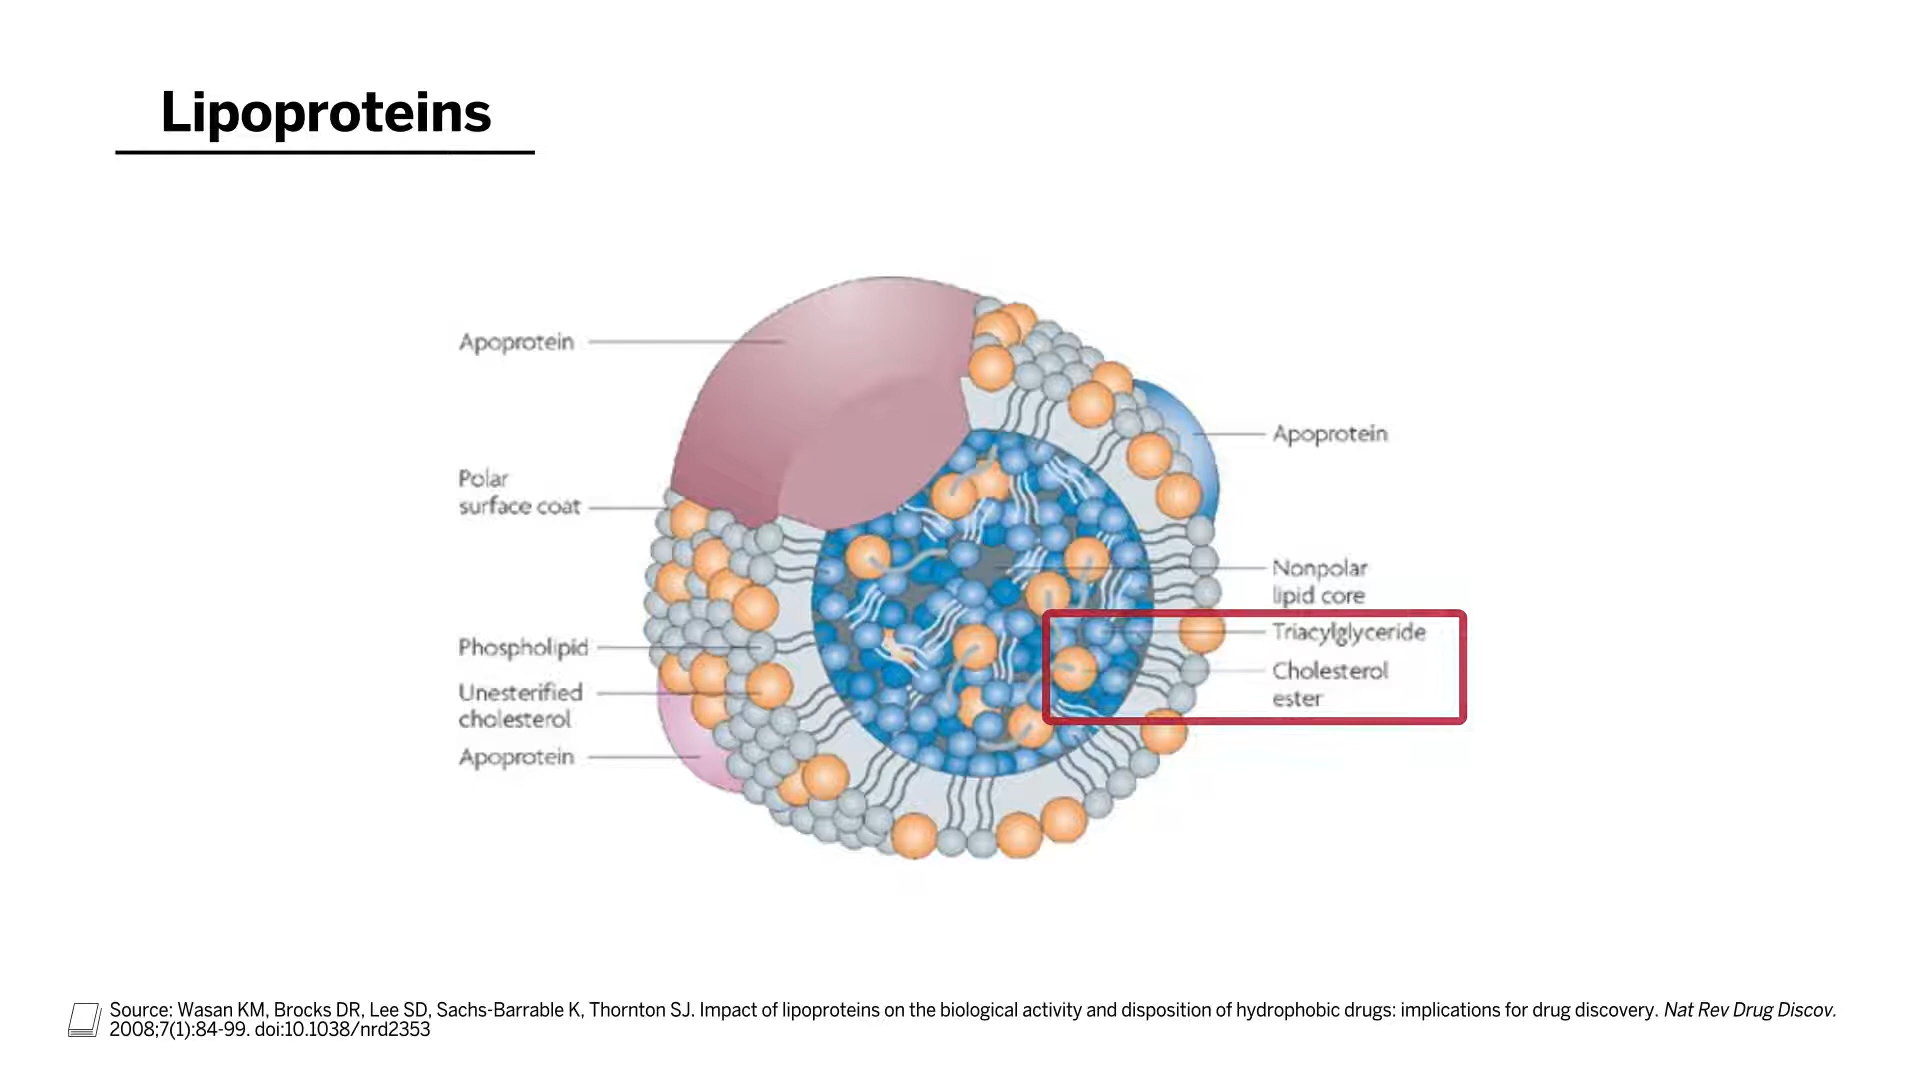 Lipoproteins
Apoprotein
Apoprotein
Polar
surface coat
Nonpolar
lipid core
Triacylglyceride
Phospholipid
Cholesterol
ester
Unesterified
cholesterol
Apoprotein
Source: Wasan KM, Brocks DR, Lee SD, Sachs-Barrable K, Thornton SJ. Impact of lipoproteins on the biological activity and disposition of hydrophobic drugs: implications for drug discovery. Nat Rev Drug Discov.
2008;7(1):84-99. doi:10.1038/nrd2353